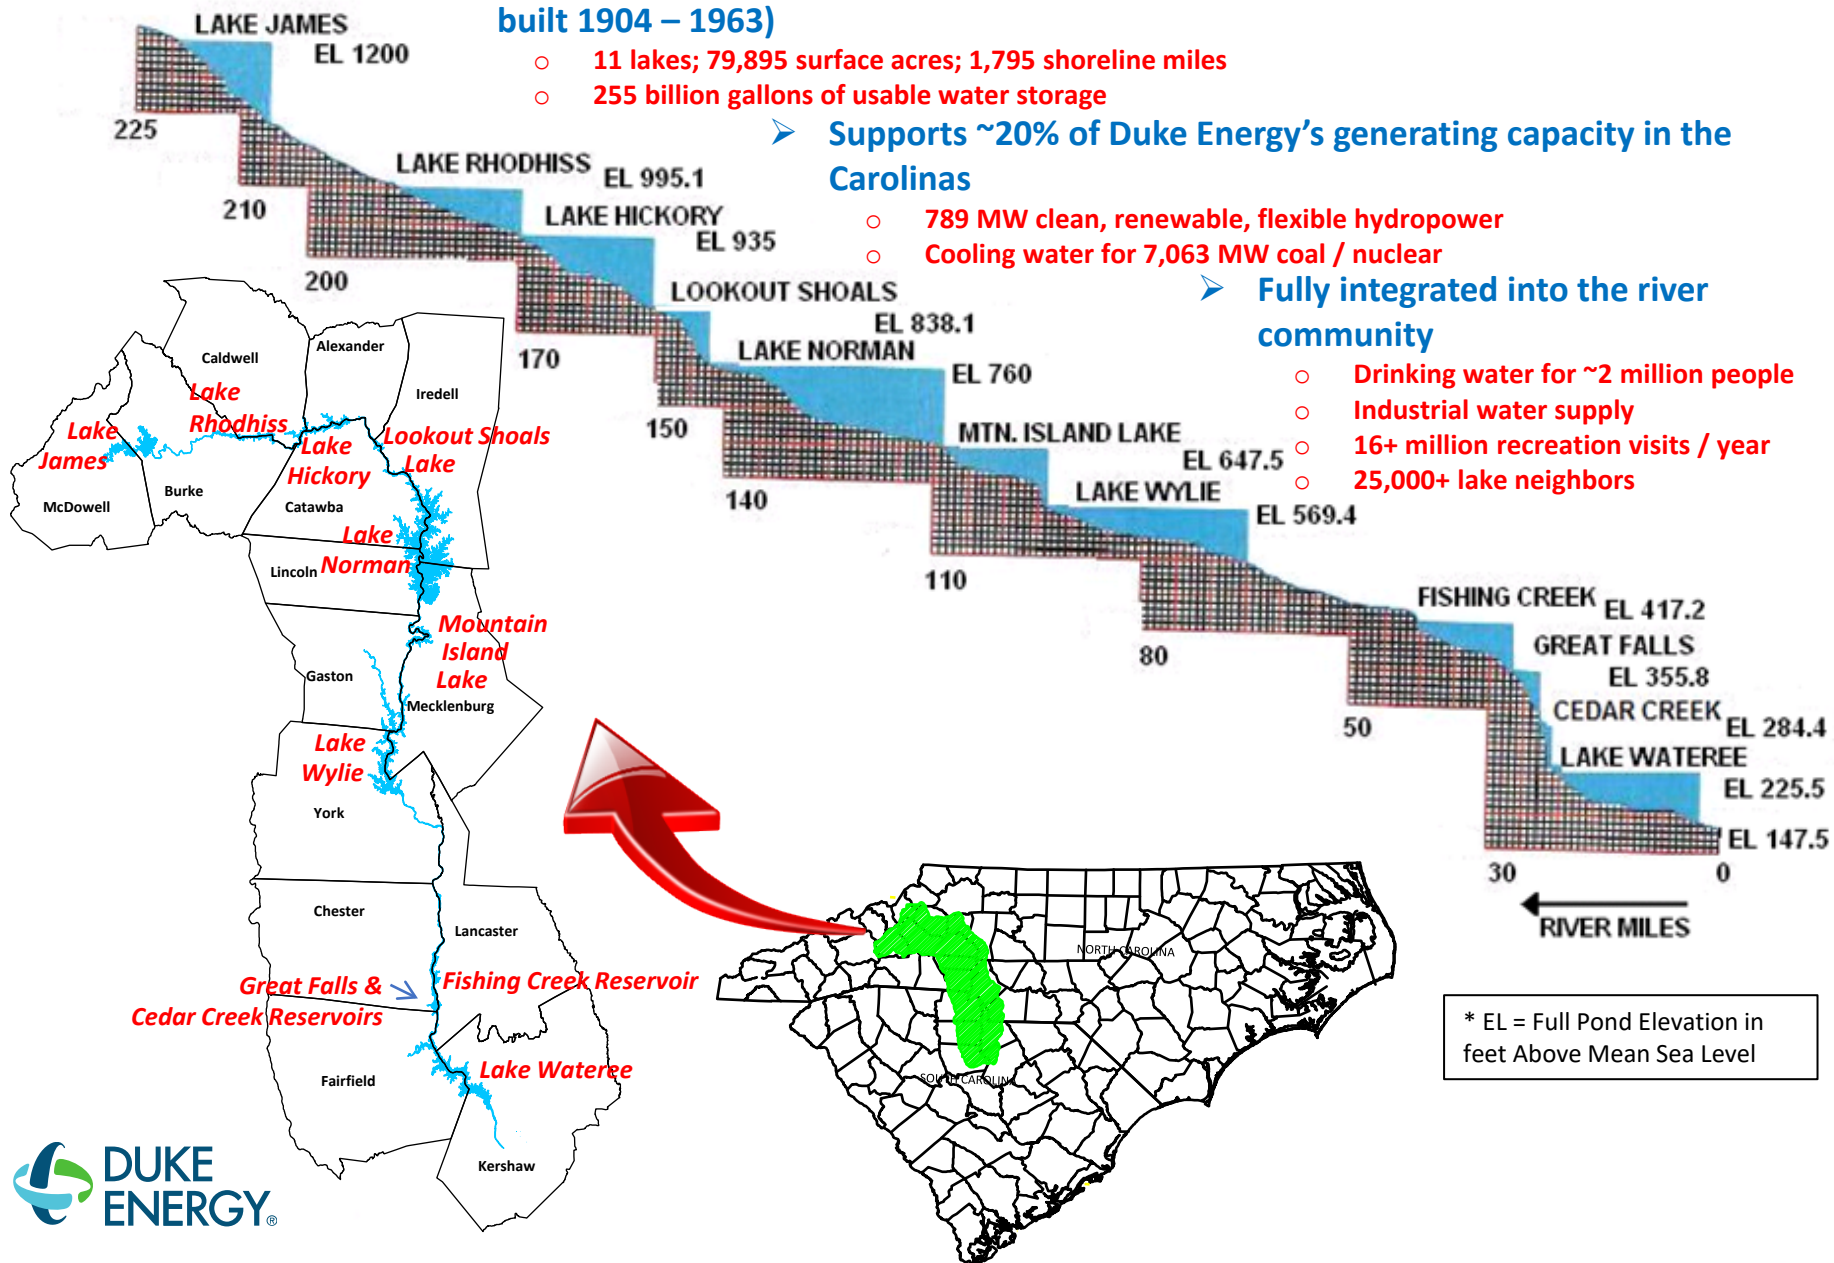 built 1904 – 1963)
○ 11 lakes; 79,895 surface acres; 1,795 shoreline miles
○ 255 billion gallons of usable water storage
➢ Supports ~20% of Duke Energy's generating capacity in the
Carolinas
○ 789 MW clean, renewable, flexible hydropower
○ Cooling water for 7,063 MW coal / nuclear
➢ Fully integrated into the river
community
○ Drinking water for ~2 million people
○ Industrial water supply
○ 16+ million recreation visits / year
○ 25,000+ lake neighbors
LAKE JAMES
EL 1200
225
LAKE RHODHISS
EL 995.1
210
LAKE HICKORY
EL 935
200
LOOKOUT SHOALS
EL 838.1
170
LAKE NORMAN
EL 760
150
MTN. ISLAND LAKE
EL 647.5
140
LAKE WYLIE
EL 569.4
110
FISHING CREEK
EL 417.2
80
GREAT FALLS
EL 355.8
50
CEDAR CREEK
EL 284.4
LAKE WATEREE
EL 225.5
EL 147.5
30
0
RIVER MILES
Caldwell
Alexander
Iredell
Lake
Rhodhiss
Lake
James
Lake
Hickory
Lookout Shoals
Lake
McDowell
Burke
Catawba
Lake
Norman
Lincoln
Mountain
Island
Lake
Gaston
Mecklenburg
Lake
Wylie
York
Chester
Lancaster
Great Falls &
Cedar Creek Reservoirs
Fishing Creek Reservoir
Lake Wateree
Fairfield
Kershaw
NORTH CAROLINA
SOUTH CAROLINA
* EL = Full Pond Elevation in
feet Above Mean Sea Level
DUKE
ENERGY®